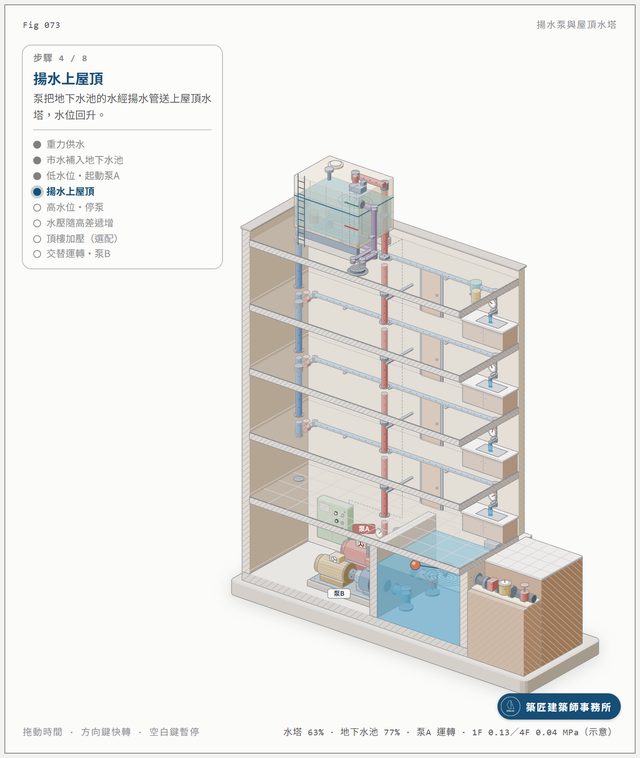 Fig 073
揚水泵與屋頂水塔
步驟 4 / 8
揚水上屋頂
泵把地下水池的水經揚水管送上屋頂水
塔，水位回升。
重力供水
市水補入地下水池
低水位・起動泵A
揚水上屋頂
高水位・停泵
水壓隨高差遞增
頂樓加壓（選配）
交替運轉・泵B
泵A
泵B
築匠建築師事務所
拖動時間 · 方向鍵快轉 · 空白鍵暫停
水塔 63% · 地下水池 77% · 泵A 運轉 · 1F 0.13／4F 0.04 MPa（示意）